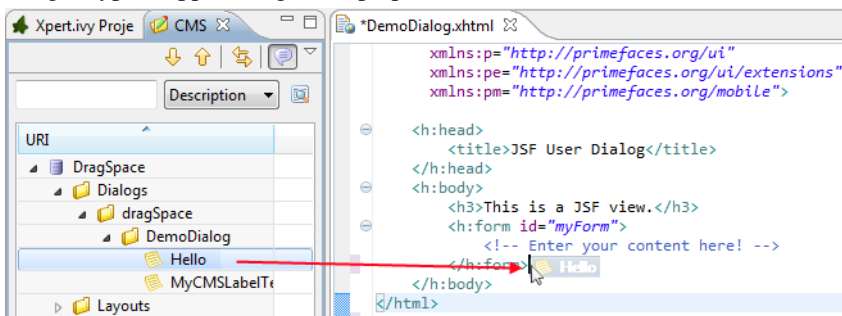 Xpert.ivy Proje
CMS
Description
URI
DragSpace
Dialogs
dragSpace
DemoDialog
Hello
MyCMSLabelTe
Layouts
*DemoDialog.xhtml
xmlns:p="http://primefaces.org/ui"
xmlns:pe="http://primefaces.org/ui/extensions"
xmlns:pm="http://primefaces.org/mobile">
<h:head>
<title>JSF User Dialog</title>
</h:head>
<h:body>
<h3>This is a JSF view.</h3>
<h:form id="myForm">
<!-- Enter your content here! -->
</h:form>
Hello
</h:body>
</html>